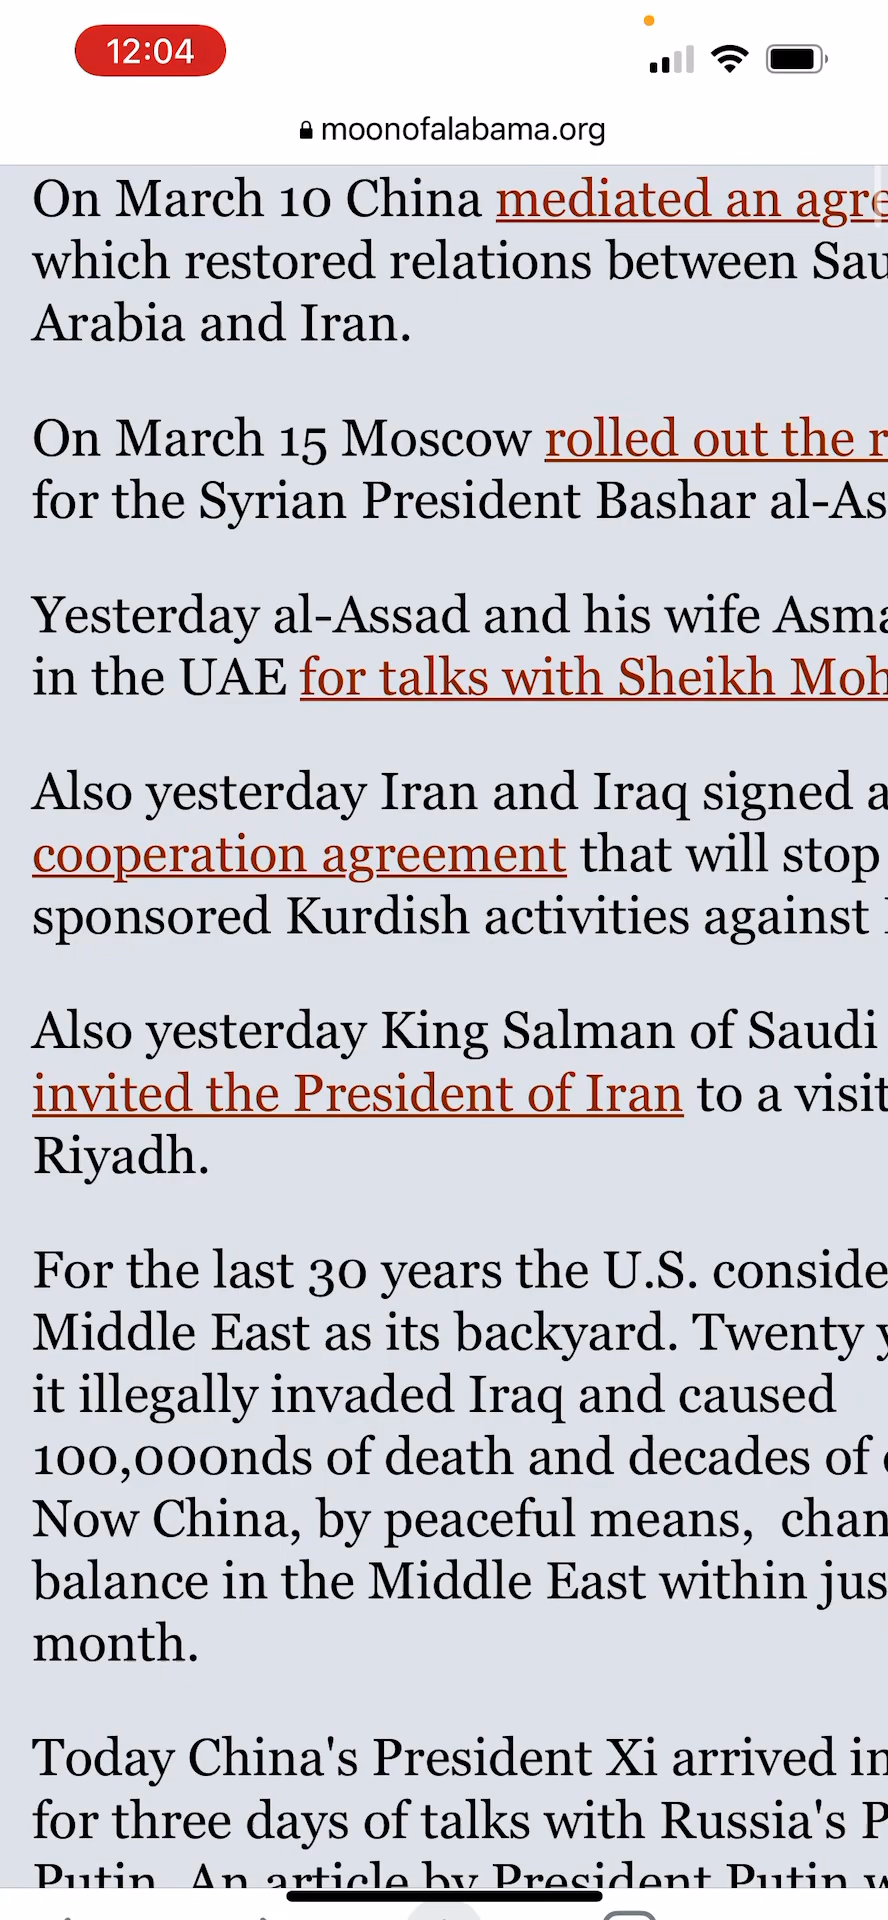 12:04
moonofalabama.org
On March 10 China mediated an agre
which restored relations between Sau
Arabia and Iran.
On March 15 Moscow rolled out the r
for the Syrian President Bashar al-As
Yesterday al-Assad and his wife Asma
in the UAE for talks with Sheikh Moh
Also yesterday Iran and Iraq signed a
cooperation agreement that will stop
sponsored Kurdish activities against
Also yesterday King Salman of Saudi
invited the President of Iran to a visit
Riyadh.
For the last 30 years the U.S. conside
Middle East as its backyard. Twenty y
it illegally invaded Iraq and caused
100,000nds of death and decades of
Now China, by peaceful means, chan
balance in the Middle East within jus
month.
Today China's President Xi arrived in
for three days of talks with Russia's P
Putin. An article by President Putin w